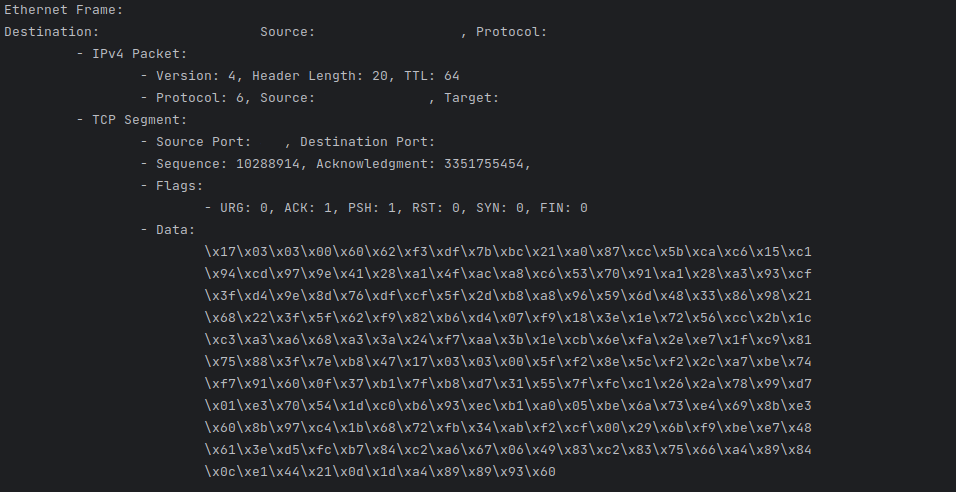 Ethernet Frame:
Destination: Source: , Protocol:
- IPv4 Packet:
- Version: 4, Header Length: 20, TTL: 64
- Protocol: 6, Source: , Target:
- TCP Segment:
- Source Port: , Destination Port:
- Sequence: 10288914, Acknowledgment: 3351755454,
- Flags:
- URG: 0, ACK: 1, PSH: 1, RST: 0, SYN: 0, FIN: 0
- Data:
\x17\x03\x03\x00\x60\x62\xf3\xdf\x7b\xbc\x21\xa0\x87\xcc\x5b\xca\xc6\x15\xc1
\x94\xcd\x97\x9e\x41\x28\xa1\x4f\xac\xa8\xc6\x53\x70\x91\xa1\x28\xa3\x93\xcf
\x3f\xd4\x9e\x8d\x76\xdf\xcf\x5f\x2d\xb8\xa8\x96\x59\x6d\x48\x33\x86\x98\x21
\x68\x22\x3f\x5f\x62\xf9\x82\xb6\xd4\x07\xf9\x18\x3e\x1e\x72\x56\xcc\x2b\x1c
\xc3\xa3\xa6\x68\xa3\x3a\x24\xf7\xaa\x3b\x1e\xcb\x6e\xfa\x2e\xe7\x1f\xc9\x81
\x75\x88\x3f\x7e\xb8\x47\x17\x03\x03\x00\x5f\xf2\x8e\x5c\xf2\x2c\xa7\xbe\x74
\xf7\x91\x60\x0f\x37\xb1\x7f\xb8\xd7\x31\x55\x7f\xfc\xc1\x26\x2a\x78\x99\xd7
\x01\xe3\x70\x54\x1d\xc0\xb6\x93\xec\xb1\xa0\x05\xbe\x6a\x73\xe4\x69\x8b\xe3
\x60\x8b\x97\xc4\x1b\x68\x72\xfb\x34\xab\xf2\xcf\x00\x29\x6b\xf9\xbe\xe7\x48
\x61\x3e\xd5\xfc\xb7\x84\xc2\xa6\x67\x06\x49\x83\xc2\x83\x75\x66\xa4\x89\x84
\x0c\xe1\x44\x21\x0d\x1d\xa4\x89\x89\x93\x60